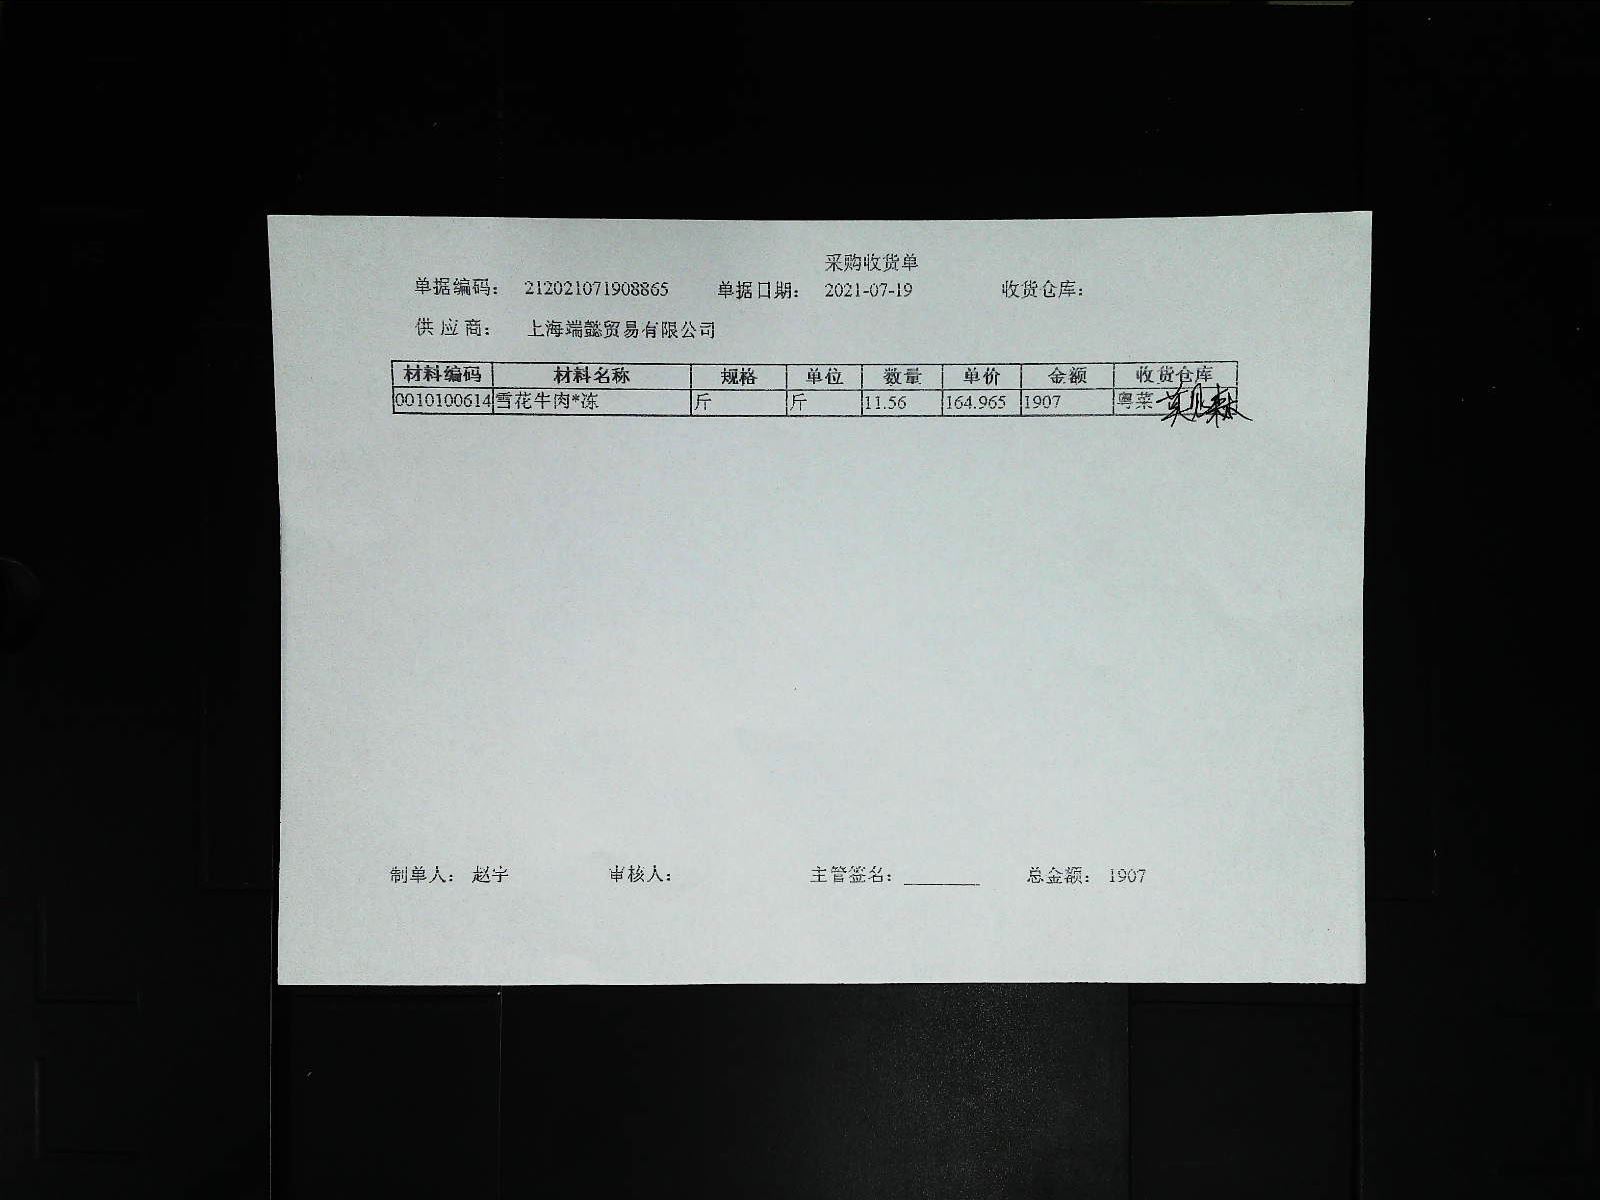 采购收货单
单据编码： 212021071908865 单据日期： 2021-07-19 收货仓库：
供 应 商： 上海端懿贸易有限公司
材料编码 材料名称 规格 单位 数量 单价 金额 收货仓库
0010100614 雪花牛肉*冻 斤 斤 11.56 164.965 1907 粤菜
制单人： 赵宇 审核人： 主管签名： 总金额： 1907